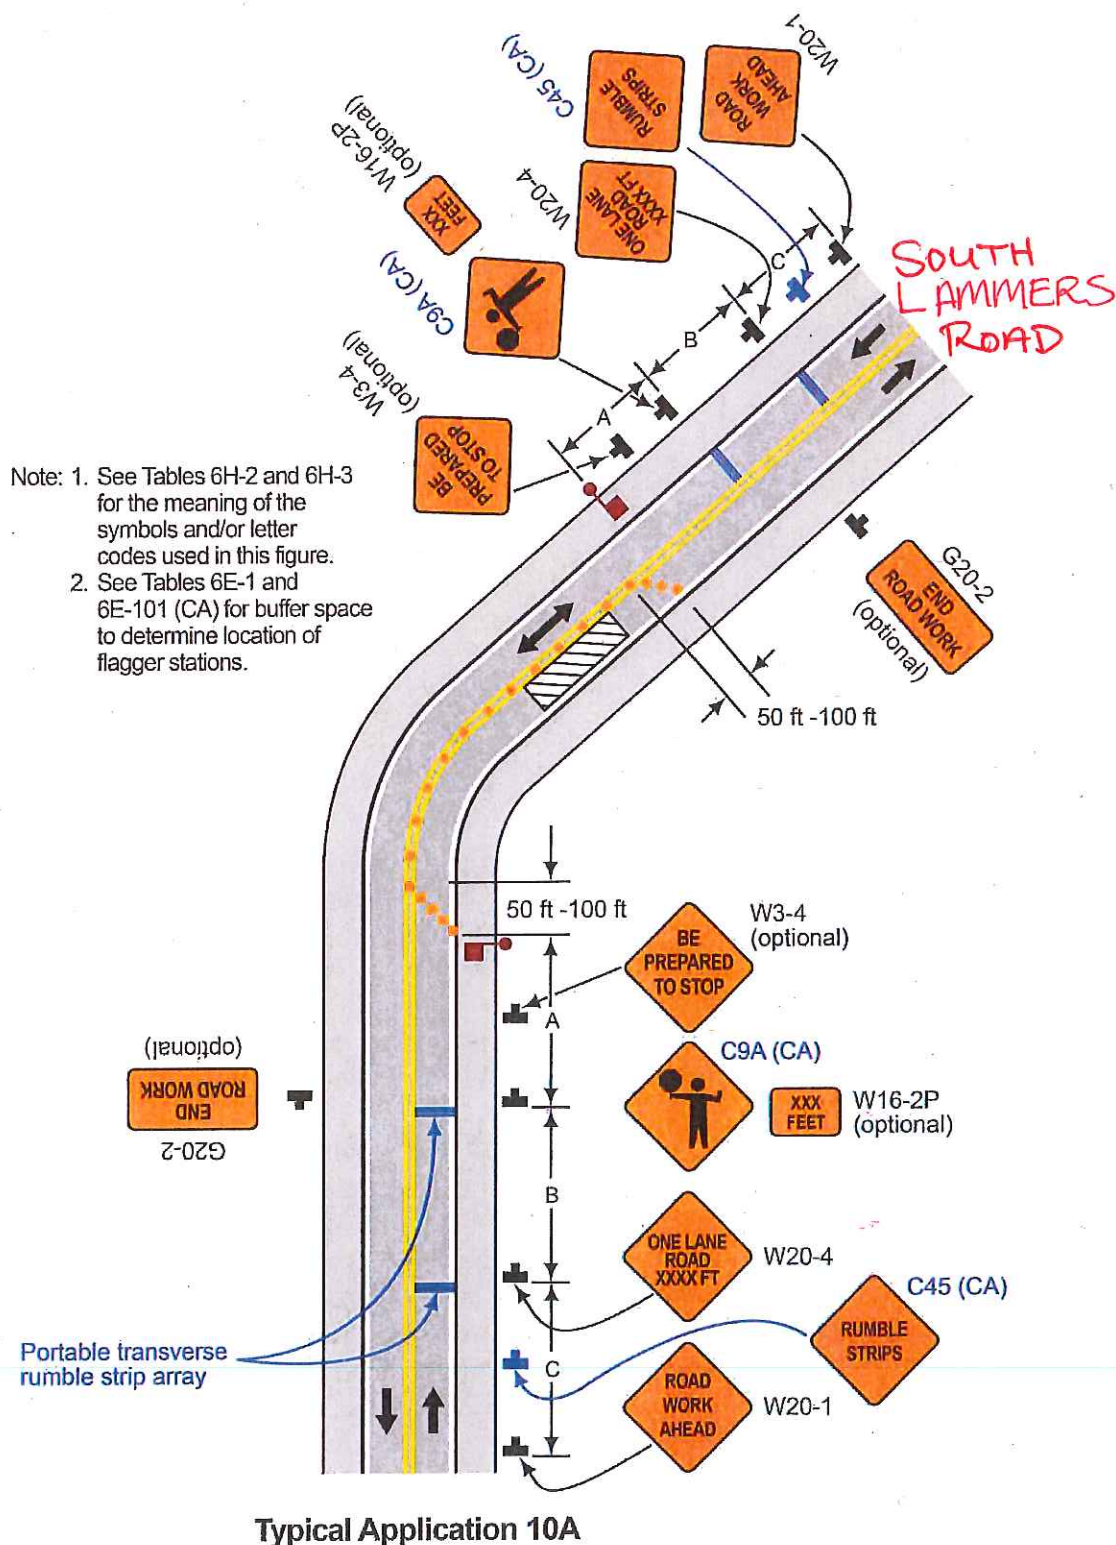 W20-1
ROAD
WORK
AHEAD
C45 (CA)
RUMBLE
STRIPS
W20-4
ONE LANE
ROAD
XXXX FT
W16-2P
(optional)
XXX
FEET
C9A (CA)
W3-4
(optional)
BE
PREPARED
TO STOP
A
B
C
SOUTH
LAMMERS
ROAD
Note: 1. See Tables 6H-2 and 6H-3
for the meaning of the
symbols and/or letter
codes used in this figure.
2. See Tables 6E-1 and
6E-101 (CA) for buffer space
to determine location of
flagger stations.
G20-2
END
ROAD WORK
(optional)
50 ft -100 ft
50 ft -100 ft
BE
PREPARED
TO STOP
W3-4
(optional)
A
C9A (CA)
XXX
FEET
W16-2P
(optional)
G20-2
END
ROAD WORK
(optional)
B
ONE LANE
ROAD
XXXX FT
W20-4
C45 (CA)
RUMBLE
STRIPS
Portable transverse
rumble strip array
C
ROAD
WORK
AHEAD
W20-1
Typical Application 10A